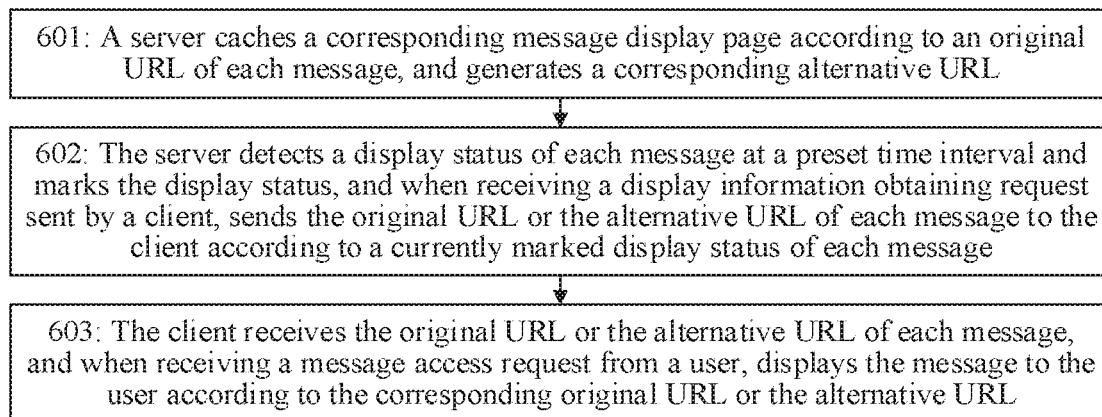 601: A server caches a corresponding message display page according to an original
URL of each message, and generates a corresponding alternative URL
602: The server detects a display status of each message at a preset time interval and
marks the display status, and when receiving a display information obtaining request
sent by a client, sends the original URL or the alternative URL of each message to the
client according to a currently marked display status of each message
603: The client receives the original URL or the alternative URL of each message,
and when receiving a message access request from a user, displays the message to the
user according to the corresponding original URL or the alternative URL